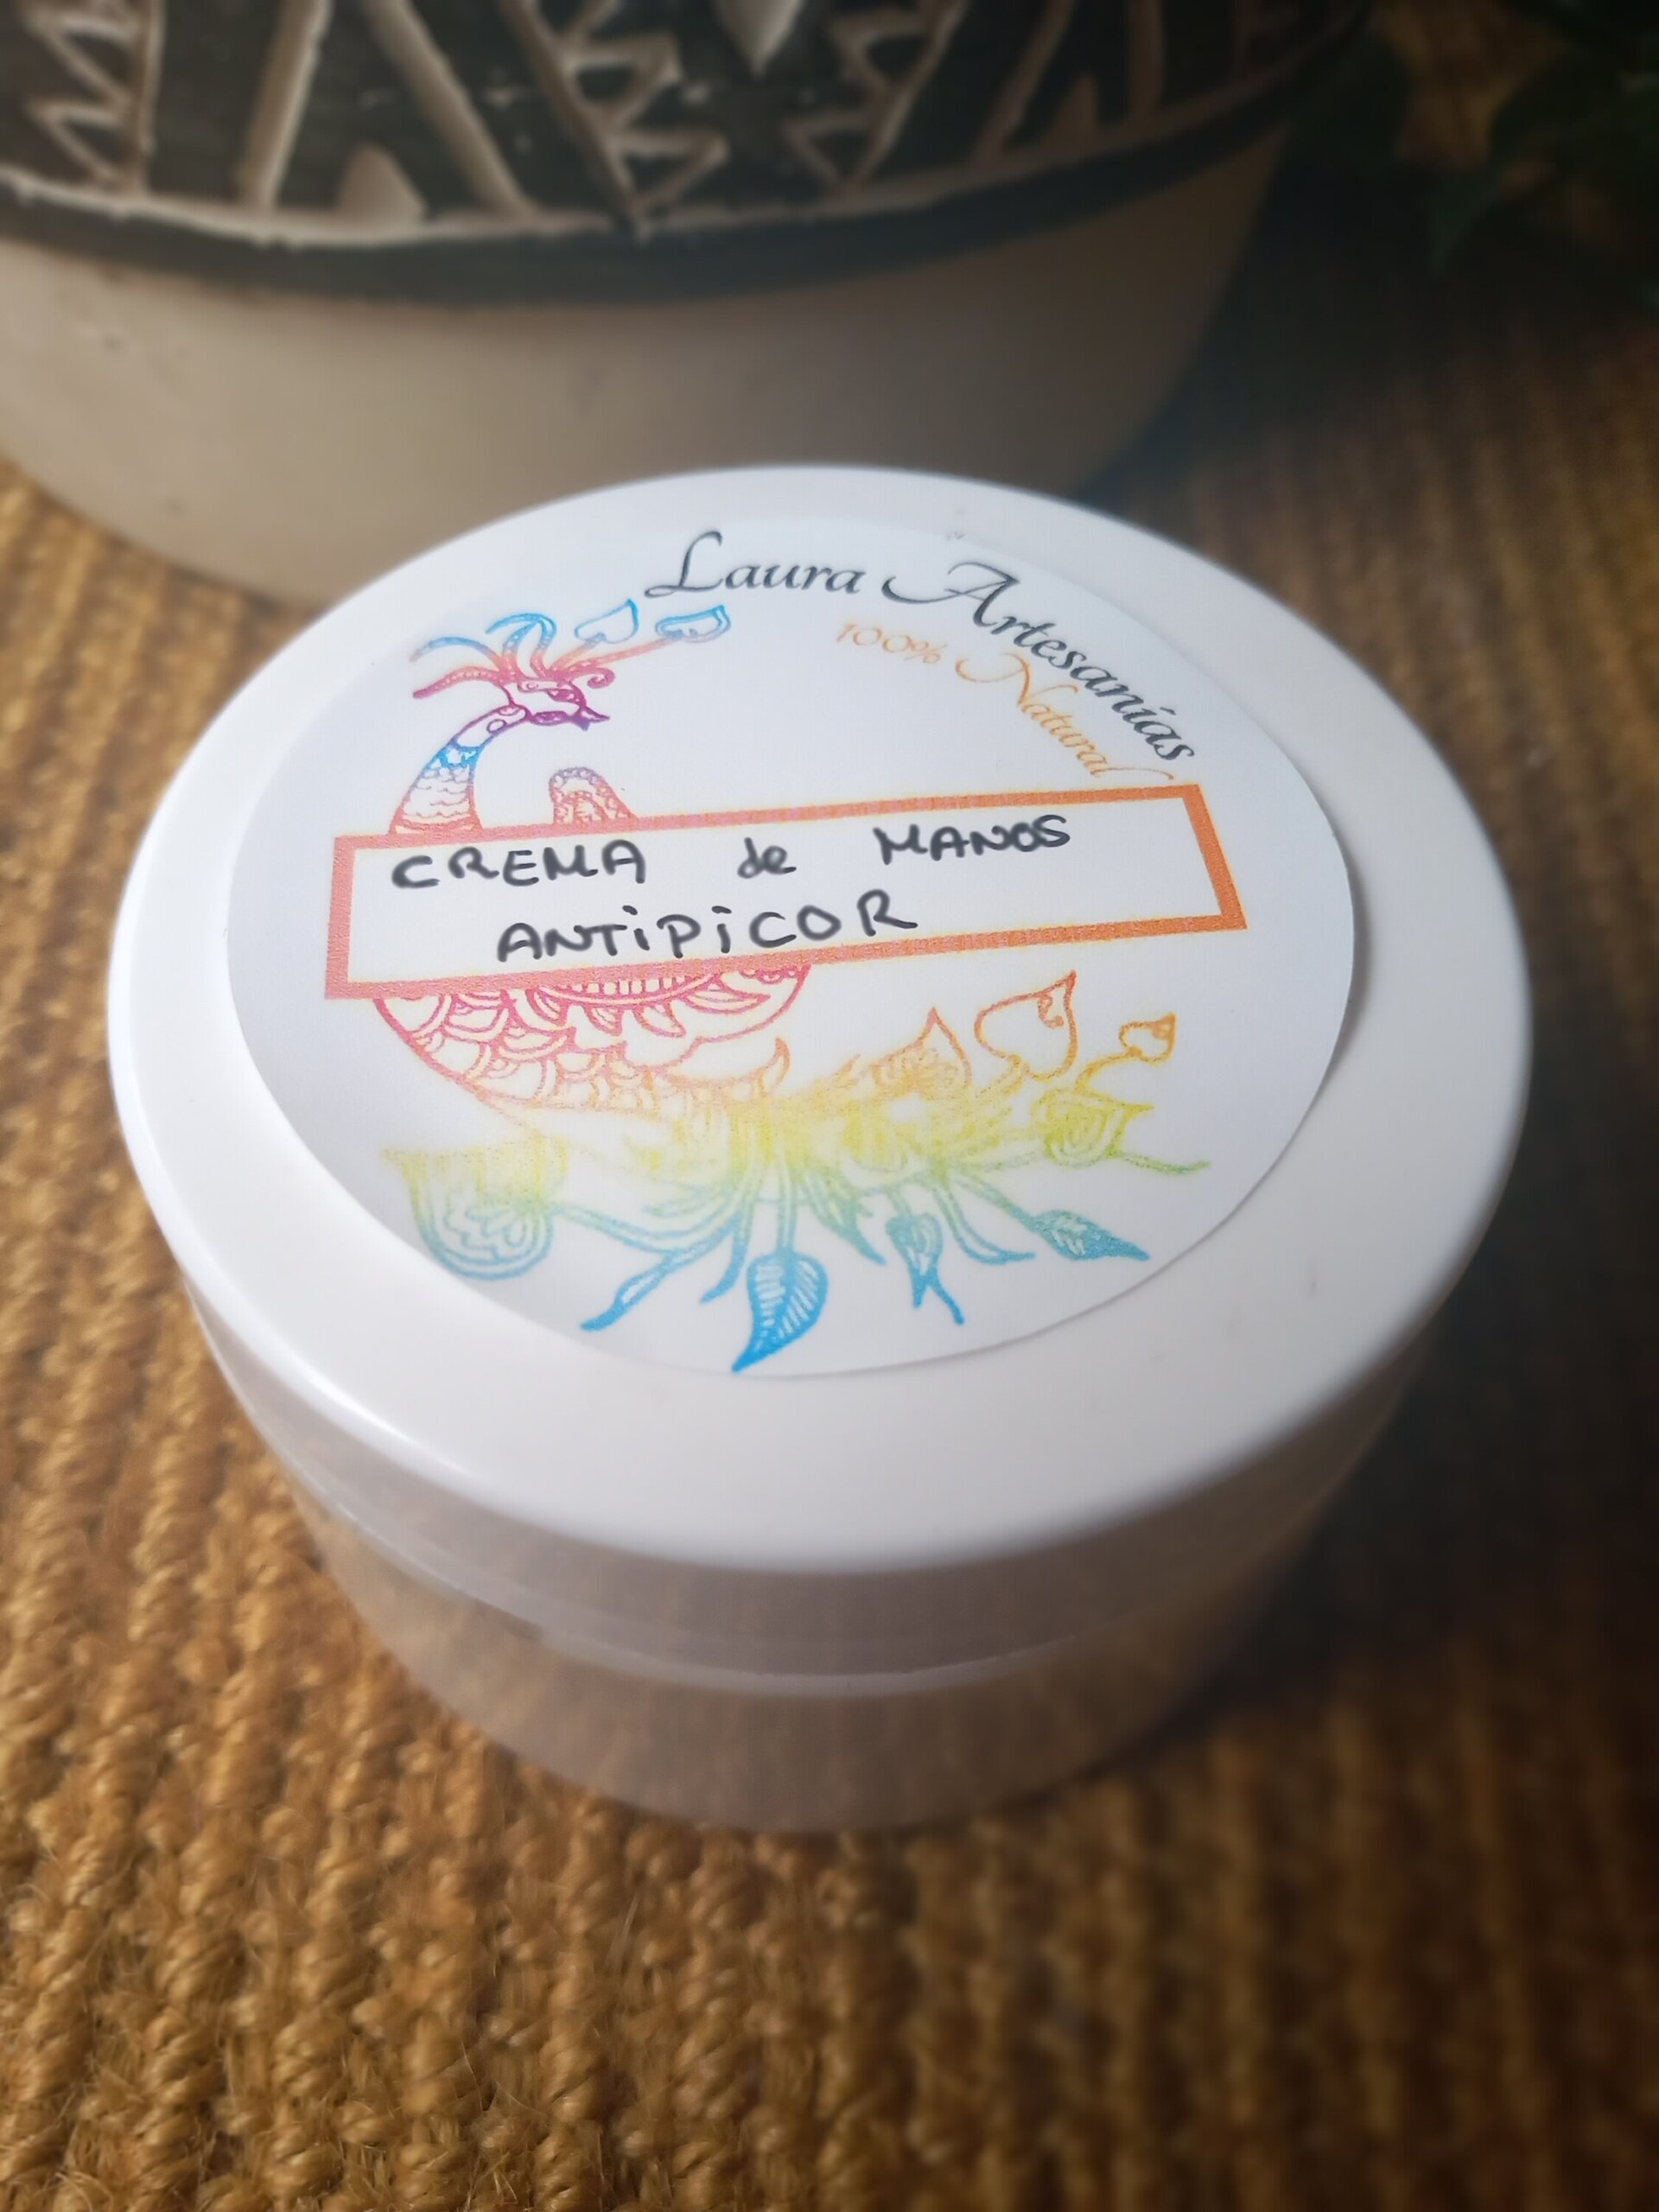 Laura Artesanías
100% Natural
CREMA de MANOS
ANTiPiCOR